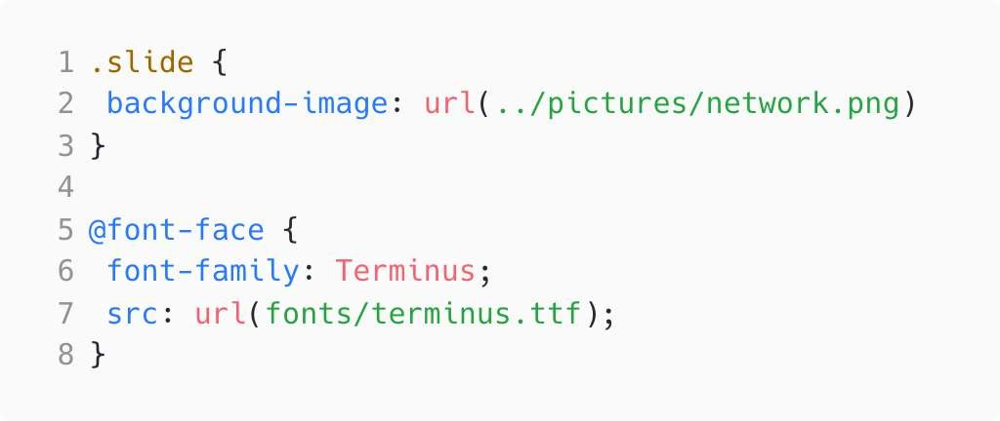 1 .slide {
2  background-image: url(../pictures/network.png)
3 }
4
5 @font-face {
6  font-family: Terminus;
7  src: url(fonts/terminus.ttf);
8 }